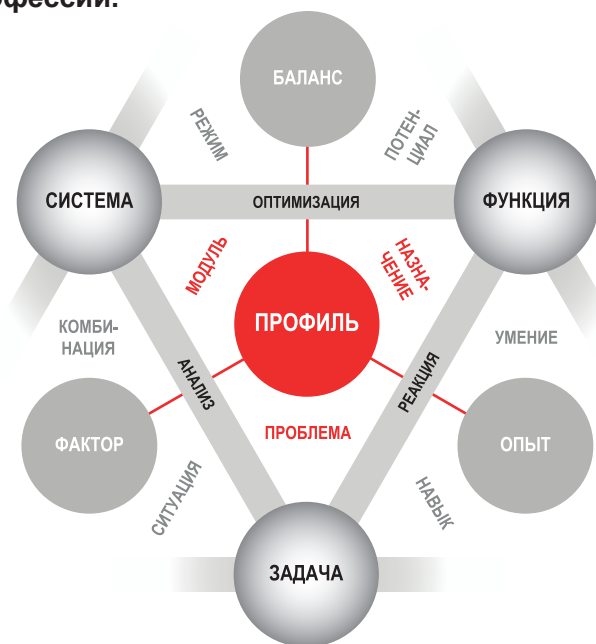 офессии.
БАЛАНС
РЕЖИМ
ПОТЕН-
ЦИАЛ
СИСТЕМА
ОПТИМИЗАЦИЯ
ФУНКЦИЯ
МОДУЛЬ
НАЗНА-
ЧЕНИЕ
ПРОФИЛЬ
КОМБИ-
НАЦИЯ
УМЕНИЕ
АНАЛИЗ
РЕАКЦИЯ
ПРОБЛЕМА
ФАКТОР
ОПЫТ
СИТУАЦИЯ
НАВЫК
ЗАДАЧА